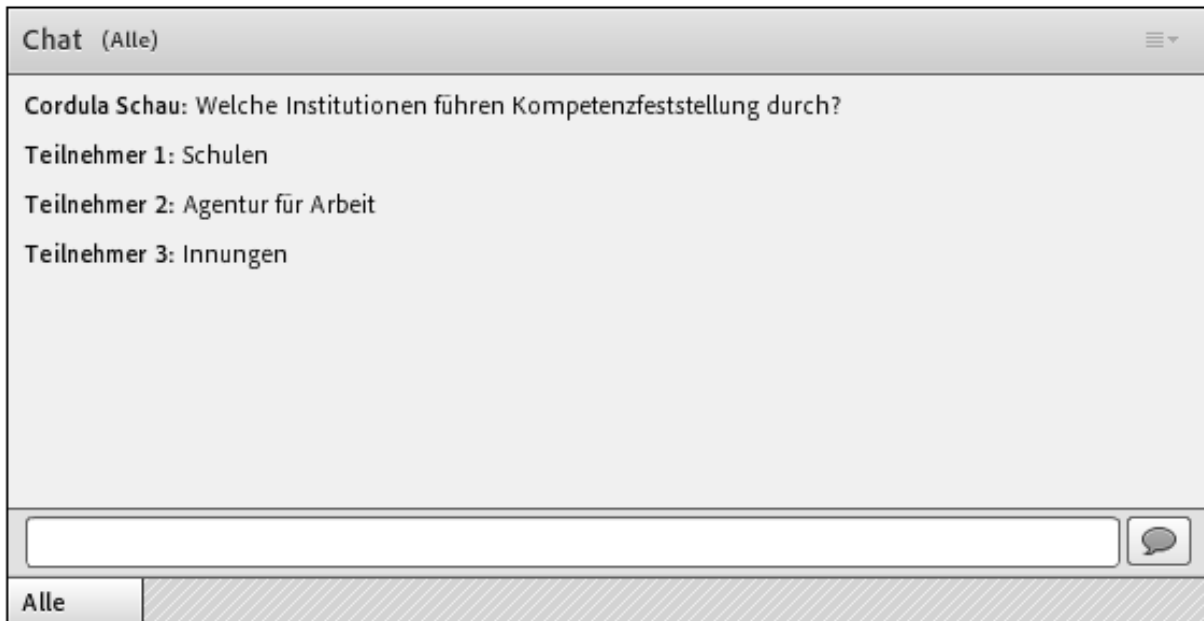 Chat (Alle)
Cordula Schau: Welche Institutionen führen Kompetenzfeststellung durch?
Teilnehmer 1: Schulen
Teilnehmer 2: Agentur für Arbeit
Teilnehmer 3: Innungen
Alle